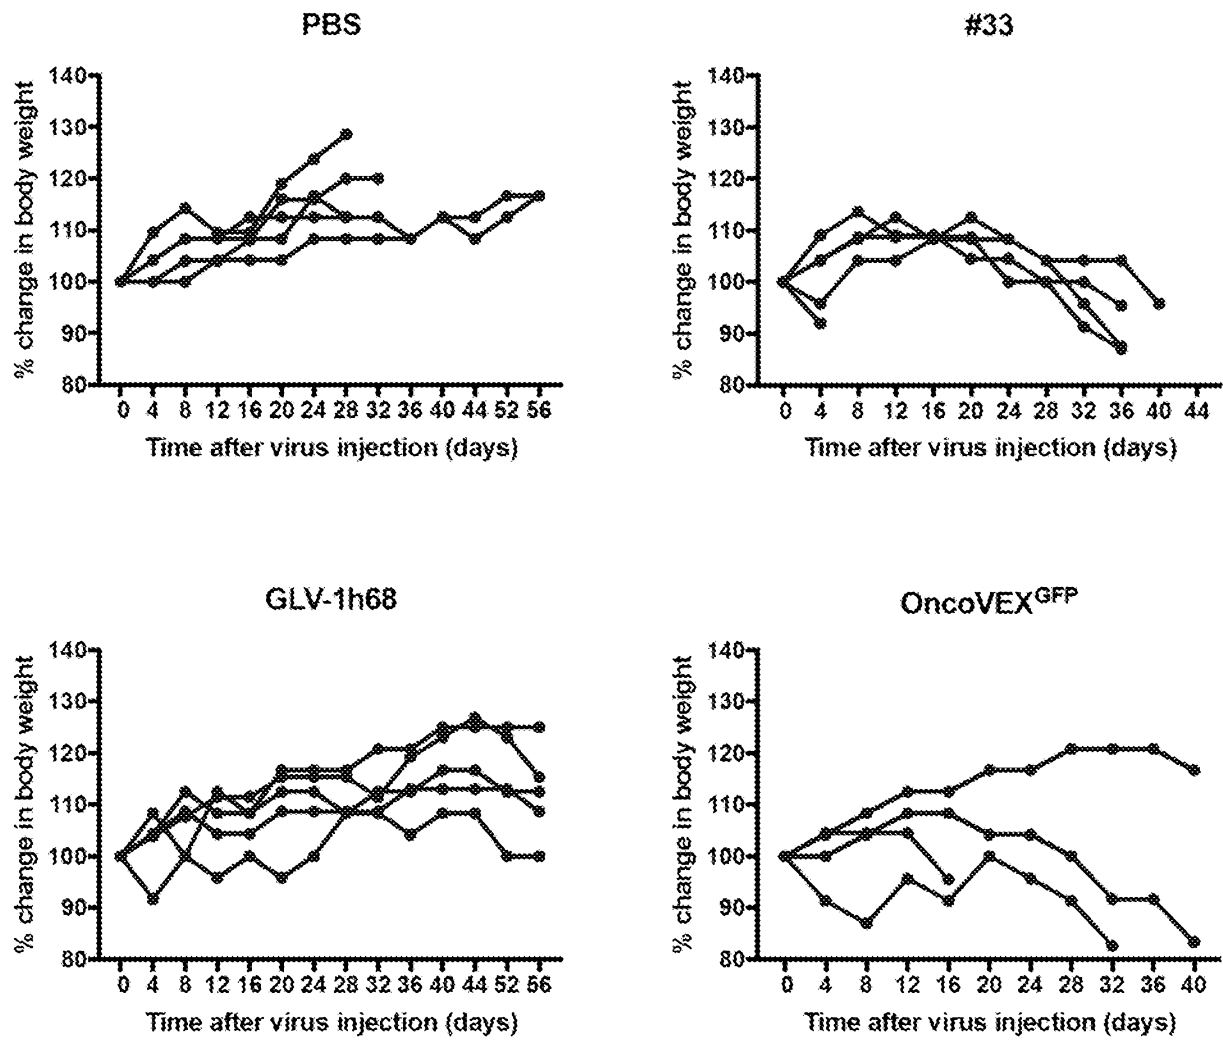 PBS
% change in body weight
140
130
120
110
100
90
80
0 4 8 12 16 20 24 28 32 36 40 44 52 56
Time after virus injection (days)
#33
% change in body weight
140
130
120
110
100
90
80
0 4 8 12 16 20 24 28 32 36 40 44
Time after virus injection (days)
GLV-1h68
% change in body weight
140
130
120
110
100
90
80
0 4 8 12 16 20 24 28 32 36 40 44 52 56
Time after virus injection (days)
OncoVEX^GFP
% change in body weight
140
130
120
110
100
90
80
0 4 8 12 16 20 24 28 32 36 40
Time after virus injection (days)